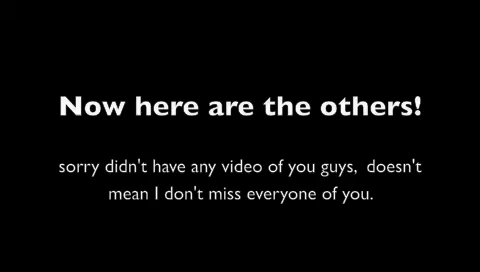 Now here are the others!
sorry didn't have any video of you guys,  doesn't
mean I don't miss everyone of you.